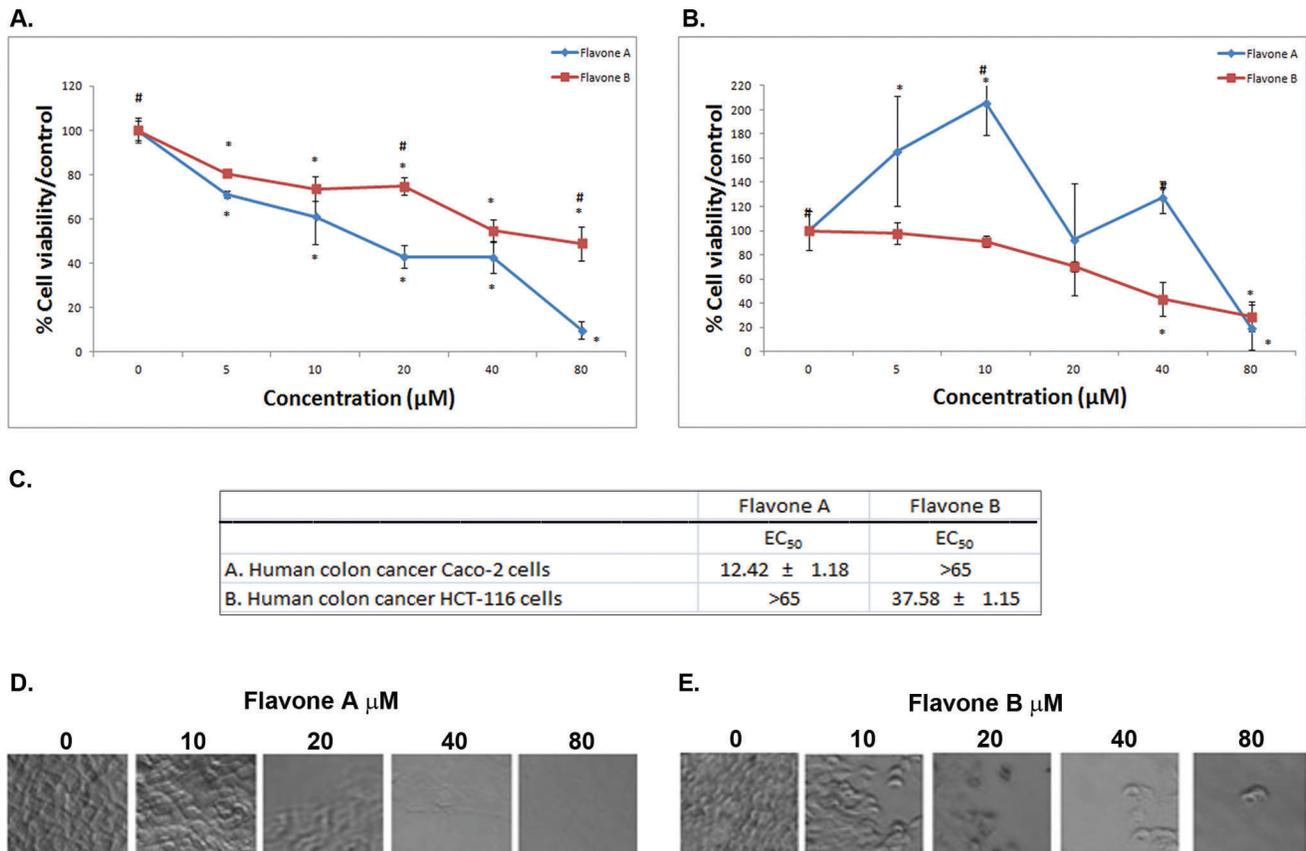 A.
Flavone A
Flavone B
120
100
80
60
40
20
0
% Cell viability/control
#
*
*
*
*
#
*
*
*
*
#
*
*
0 5 10 20 40 80
Concentration (µM)
B.
Flavone A
Flavone B
220
200
180
160
140
120
100
80
60
40
20
0
% Cell viability/control
#
*
#
*
#
*
*
*
0 5 10 20 40 80
Concentration (µM)
C.
Flavone A Flavone B
EC50 EC50
A. Human colon cancer Caco-2 cells 12.42 ± 1.18 >65
B. Human colon cancer HCT-116 cells >65 37.58 ± 1.15
D.
Flavone A µM
0 10 20 40 80
E.
Flavone B µM
0 10 20 40 80